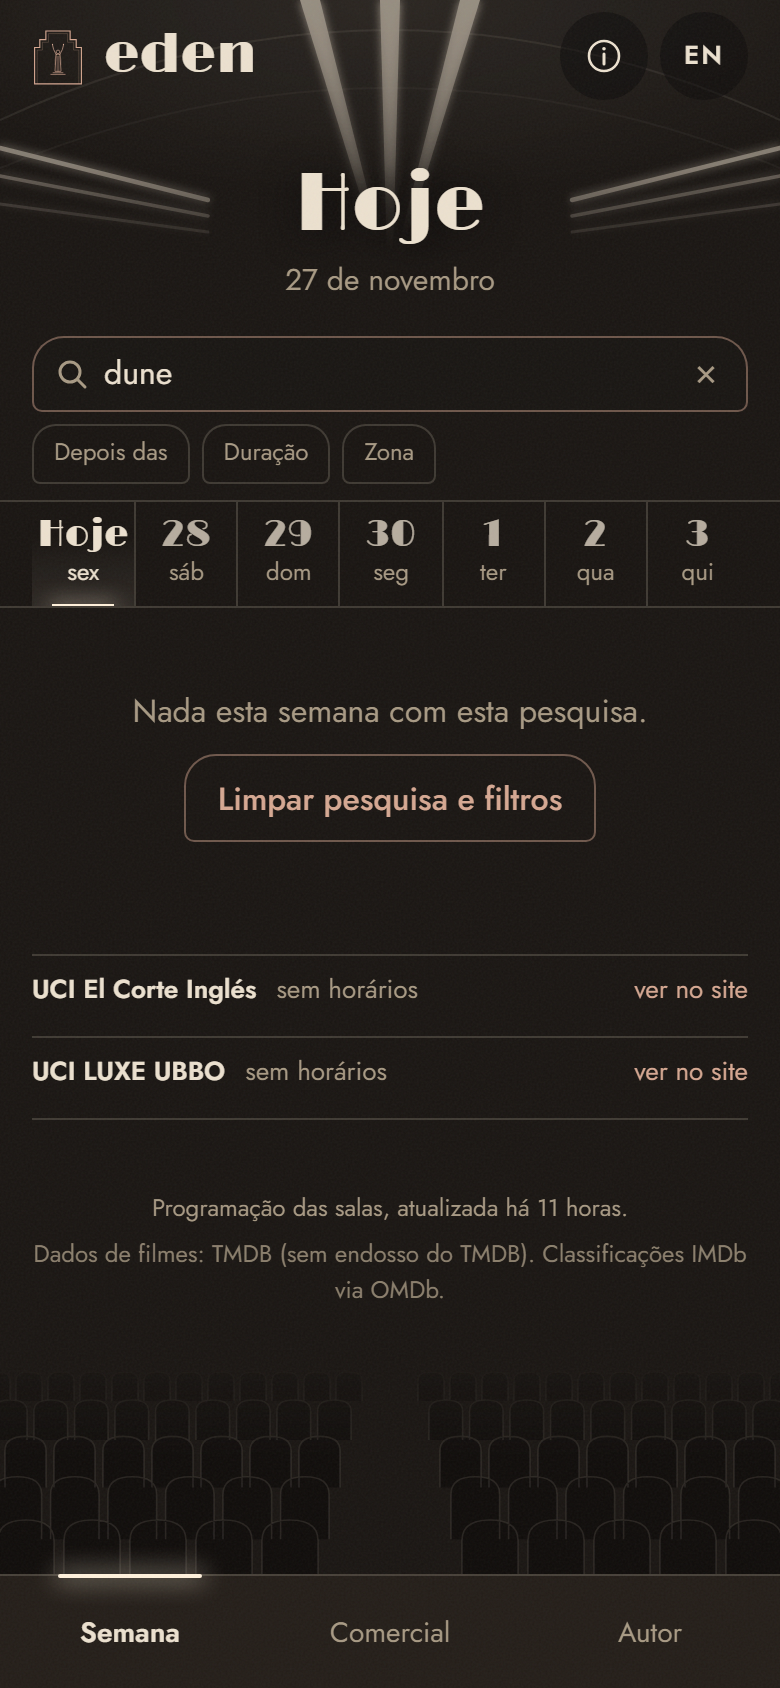 eden
EN
Hoje
27 de novembro
dune
Depois das
Duração
Zona
Hoje 28 29 30 1 2 3
sex sáb dom seg ter qua qui
Nada esta semana com esta pesquisa.
Limpar pesquisa e filtros
UCI El Corte Inglés sem horários ver no site
UCI LUXE UBBO sem horários ver no site
Programação das salas, atualizada há 11 horas.
Dados de filmes: TMDB (sem endosso do TMDB). Classificações IMDb
via OMDb.
Semana Comercial Autor